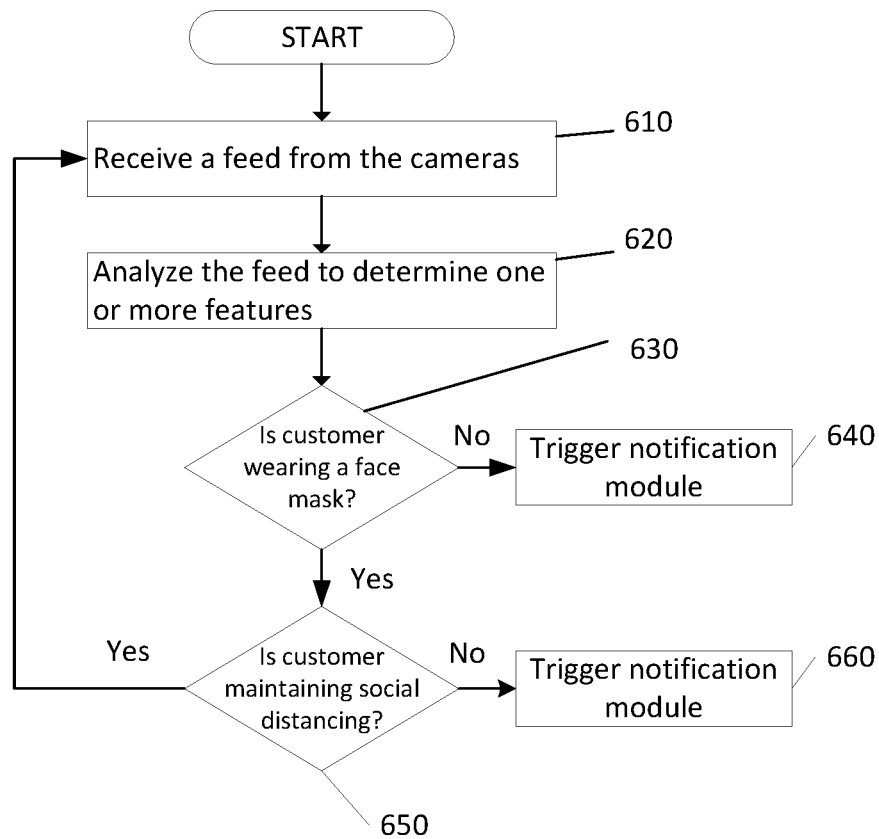 START
610
Receive a feed from the cameras
620
Analyze the feed to determine one
or more features
630
Is customer
wearing a face
mask?
No
Trigger notification
module
640
Yes
Yes
Is customer
maintaining social
distancing?
No
Trigger notification
module
660
650